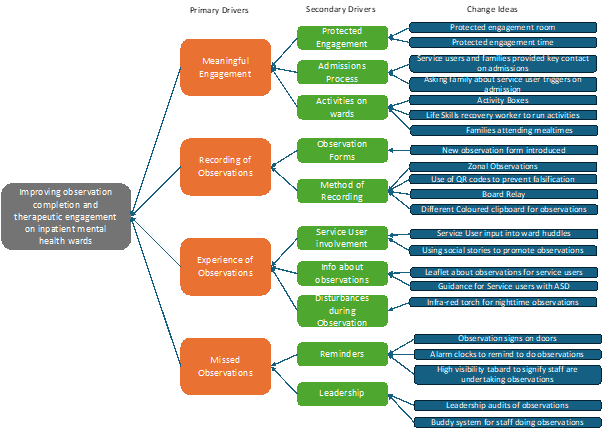 Primary Drivers
Secondary Drivers
Change Ideas
Improving observation
completion and
therapeutic engagement
on inpatient mental
health wards
Meaningful
Engagement
Protected
Engagement
Protected engagement room
Protected engagement time
Admissions
Process
Service users and families provided key contact
on admissions
Asking family about service user triggers on
admission
Activities on
wards
Activity Boxes
Life Skills recovery worker to run activities
Families attending mealtimes
Recording of
Observations
Observation
Forms
New observation form introduced
Method of
Recording
Zonal Observations
Use of QR codes to prevent falsification
Board Relay
Different Coloured clipboard for observations
Experience of
Observations
Service User
involvement
Service User input into ward huddles
Using social stories to promote observations
Info about
observations
Leaflet about observations for service users
Guidance for Service users with ASD
Disturbances
during
Observation
Infra-red torch for nighttime observations
Missed
Observations
Reminders
Observation signs on doors
Alarm clocks to remind to do observations
High visibility tabard to signify staff are
undertaking observations
Leadership
Leadership audits of observations
Buddy system for staff doing observations